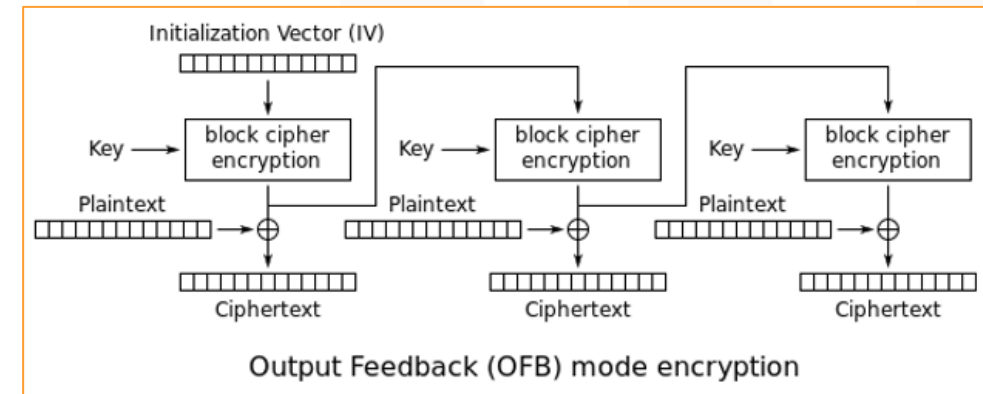 Initialization Vector (IV)
Key
block cipher
encryption
Key
block cipher
encryption
Key
block cipher
encryption
Plaintext
Plaintext
Plaintext
Ciphertext
Ciphertext
Ciphertext
Output Feedback (OFB) mode encryption